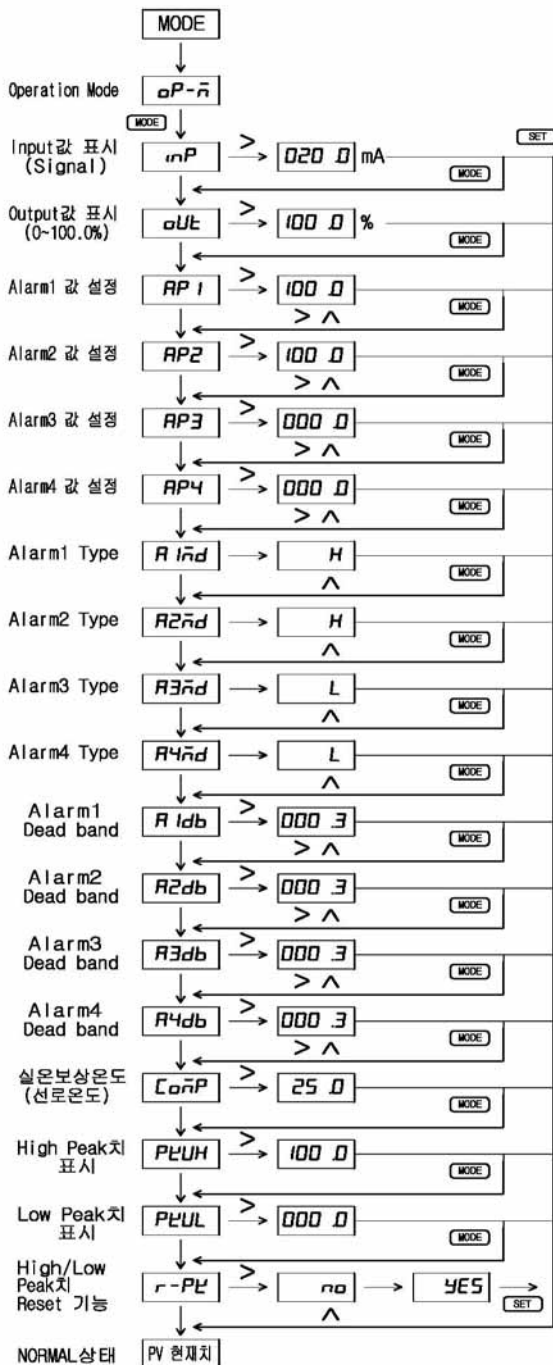 MODE
Operation Mode oP-m
MODE
SET
Input값 표시 inP > 020.0 mA
(Signal)
MODE
Output값 표시 oUt > 100.0 %
(0~100.0%)
MODE
Alarm1 값 설정 AP1 > 100.0
> ∧
MODE
Alarm2 값 설정 AP2 > 100.0
> ∧
MODE
Alarm3 값 설정 AP3 > 000.0
> ∧
MODE
Alarm4 값 설정 AP4 > 000.0
> ∧
MODE
Alarm1 Type A1md H
∧
MODE
Alarm2 Type A2md H
∧
MODE
Alarm3 Type A3md L
∧
MODE
Alarm4 Type A4md L
∧
MODE
Alarm1
Dead band A1db > 000.3
> ∧
MODE
Alarm2
Dead band A2db > 000.3
> ∧
MODE
Alarm3
Dead band A3db > 000.3
> ∧
MODE
Alarm4
Dead band A4db > 000.3
> ∧
MODE
실온보상온도 ComP > 25.0
(선로온도)
MODE
High Peak치
표시 PtUH > 100.0
MODE
Low Peak치
표시 PtUL > 000.0
MODE
High/Low
Peak치
Reset 기능 r-Pt > no YES
∧
SET
NORMAL상태 PV 현재치